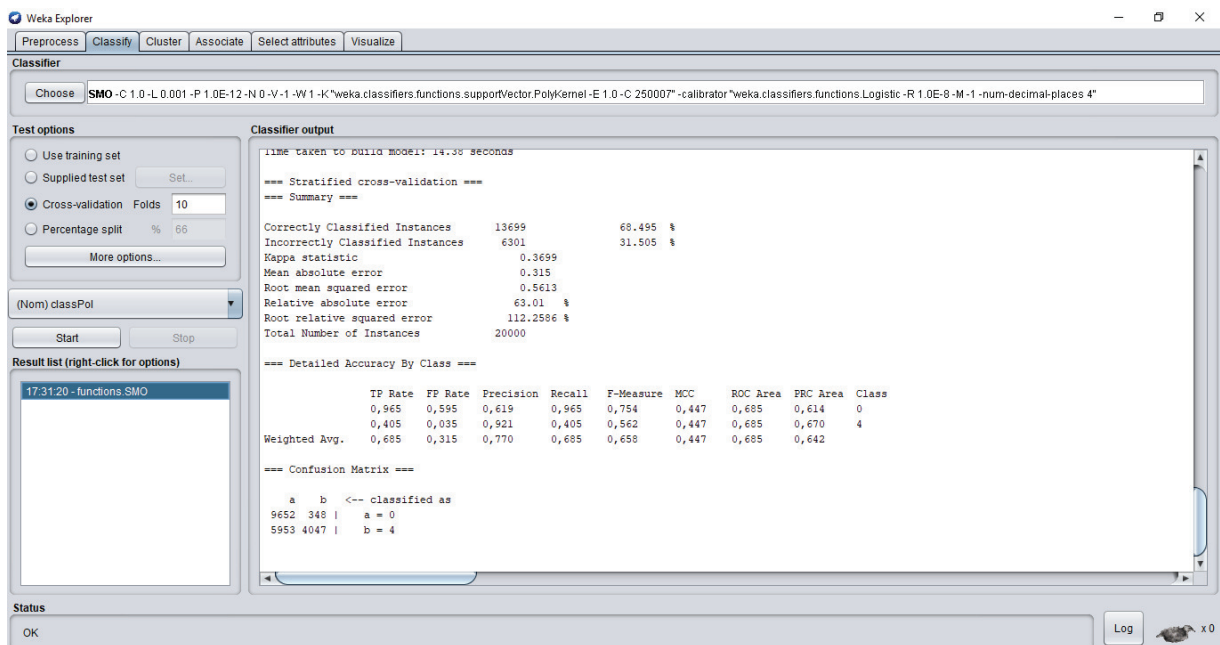 Weka Explorer
Preprocess Classify Cluster Associate Select attributes Visualize
Classifier
Choose SMO -C 1.0 -L 0.001 -P 1.0E-12 -N 0 -V -1 -W 1 -K "weka.classifiers.functions.supportVector.PolyKernel -E 1.0 -C 250007" -calibrator "weka.classifiers.functions.Logistic -R 1.0E-8 -M -1 -num-decimal-places 4"
Test options
Use training set
Supplied test set Set...
Cross-validation Folds 10
Percentage split % 66
More options...
(Nom) classPol
Start Stop
Result list (right-click for options)
17:31:20 - functions.SMO
Classifier output
Time taken to build model: 14.38 seconds
=== Stratified cross-validation ===
=== Summary ===
Correctly Classified Instances 13699 68.495 %
Incorrectly Classified Instances 6301 31.505 %
Kappa statistic 0.3699
Mean absolute error 0.315
Root mean squared error 0.5613
Relative absolute error 63.01 %
Root relative squared error 112.2586 %
Total Number of Instances 20000
=== Detailed Accuracy By Class ===
TP Rate FP Rate Precision Recall F-Measure MCC ROC Area PRC Area Class
0,965 0,595 0,619 0,965 0,754 0,447 0,685 0,614 0
0,405 0,035 0,921 0,405 0,562 0,447 0,685 0,670 4
Weighted Avg. 0,685 0,315 0,770 0,685 0,658 0,447 0,685 0,642
=== Confusion Matrix ===
a b <-- classified as
9652 348 | a = 0
5953 4047 | b = 4
Status
OK
Log x 0